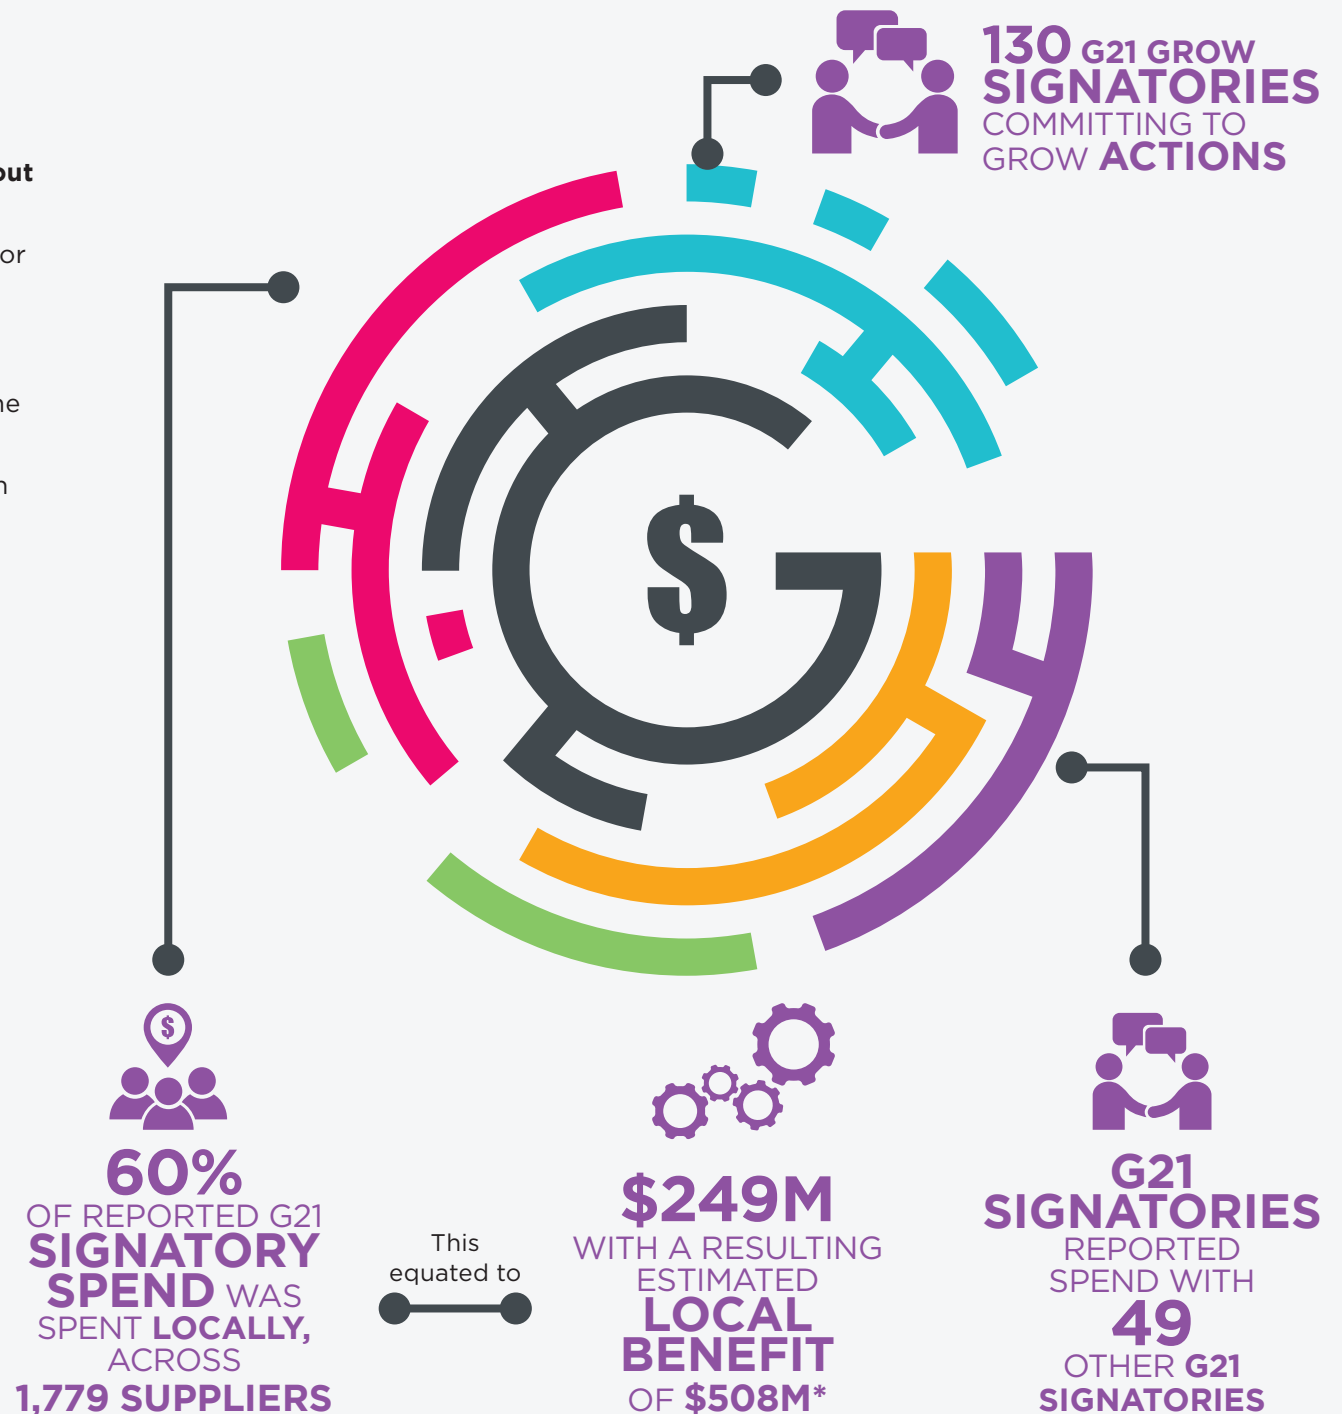 130 G21 GROW
SIGNATORIES
COMMITTING TO
GROW ACTIONS
or
$
$
60%
OF REPORTED G21
SIGNATORY
SPEND WAS
SPENT LOCALLY,
ACROSS
1,779 SUPPLIERS
This
equated to
$249M
WITH A RESULTING
ESTIMATED
LOCAL
BENEFIT
OF $508M*
G21
SIGNATORIES
REPORTED
SPEND WITH
49
OTHER G21
SIGNATORIES